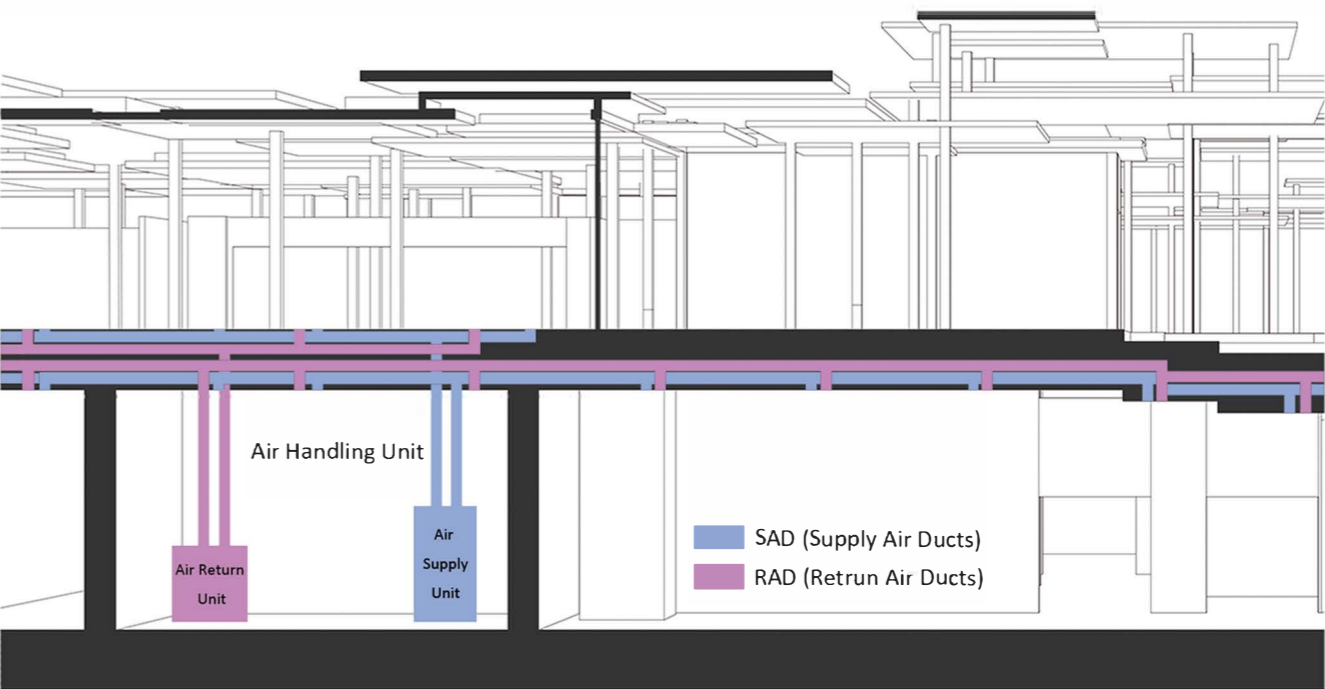 Air Handling Unit
Air
Supply
Unit
Air Return
Unit
SAD (Supply Air Ducts)
RAD (Retrun Air Ducts)